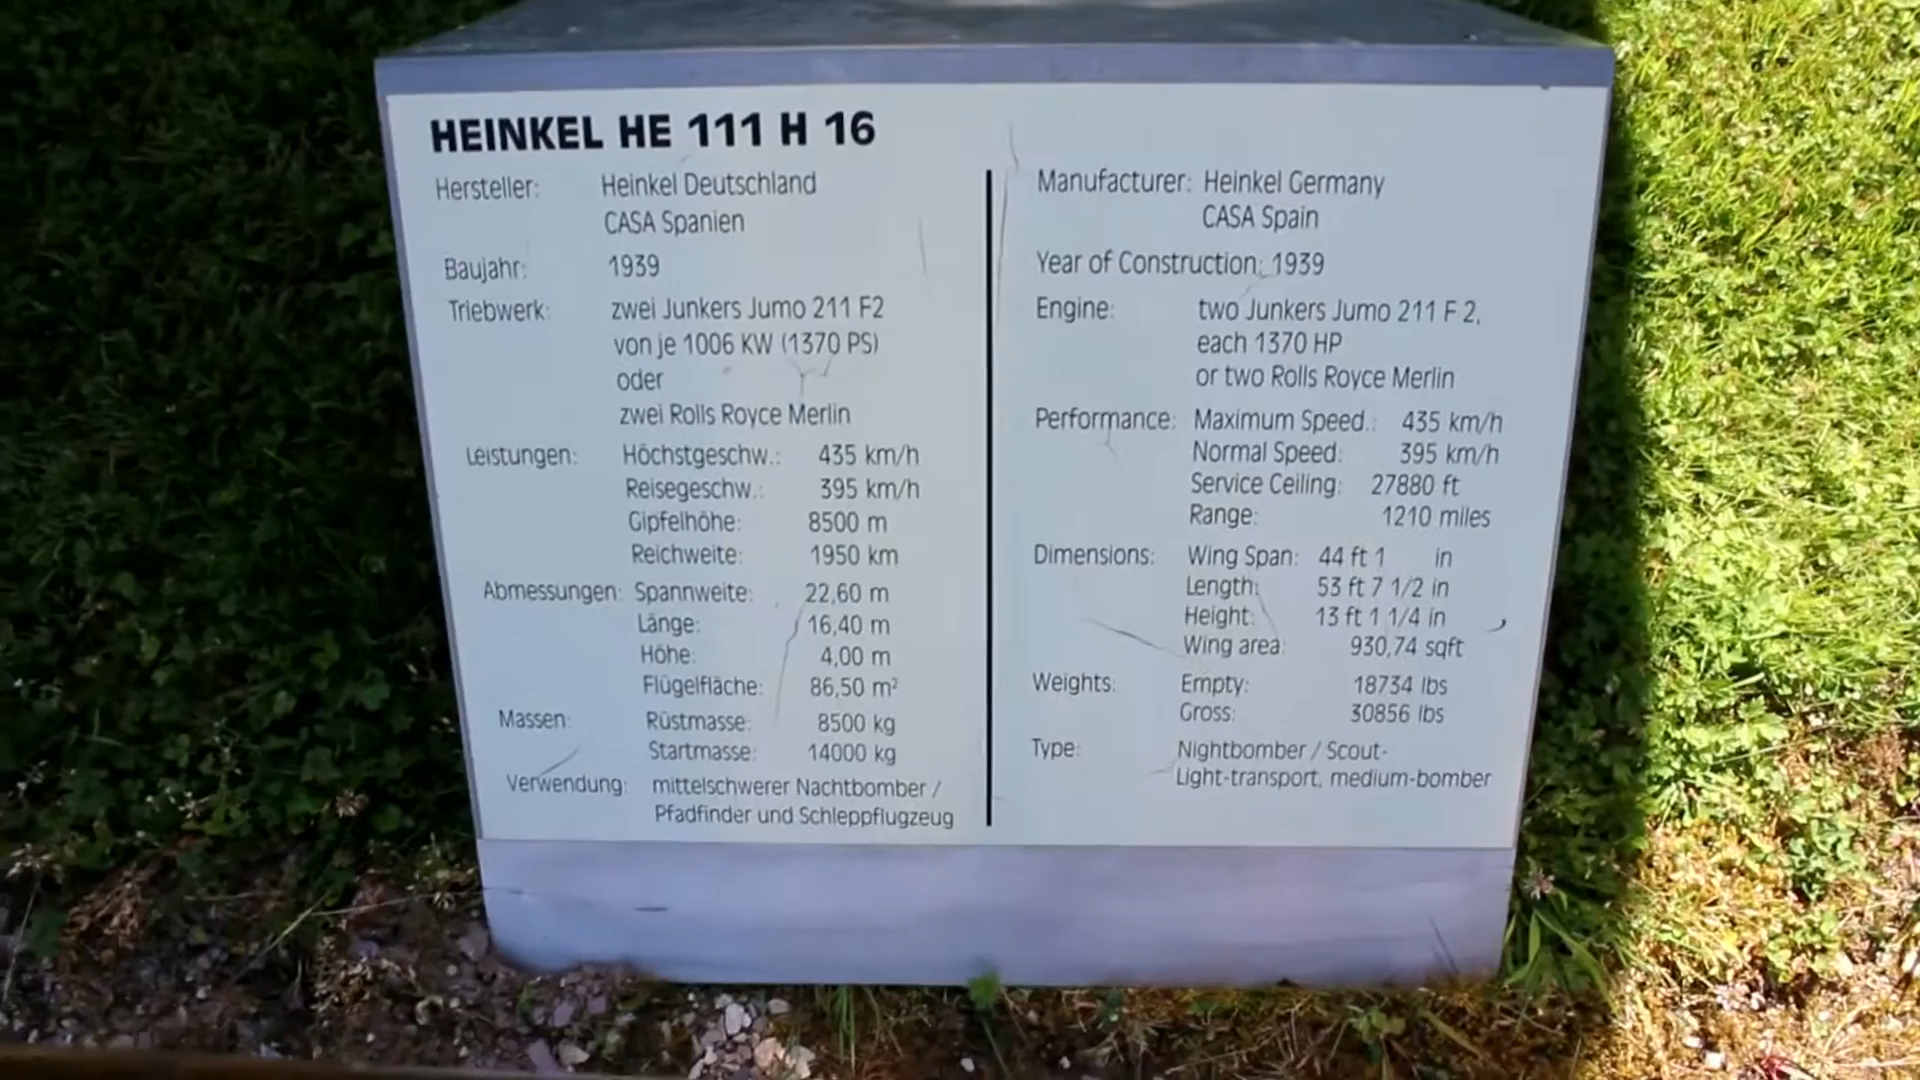 HEINKEL HE 111 H 16
Hersteller: Heinkel Deutschland
CASA Spanien
Baujahr: 1939
Triebwerk: zwei Junkers Jumo 211 F2
von je 1006 KW (1370 PS)
oder
zwei Rolls Royce Merlin
Leistungen: Höchstgeschw.: 435 km/h
Reisegeschw.: 395 km/h
Gipfelhöhe: 8500 m
Reichweite: 1950 km
Abmessungen: Spannweite: 22,60 m
Länge: 16,40 m
Höhe: 4,00 m
Flügelfläche: 86,50 m²
Massen: Rüstmasse: 8500 kg
Startmasse: 14000 kg
Verwendung: mittelschwerer Nachtbomber /
Pfadfinder und Schleppflugzeug
Manufacturer: Heinkel Germany
CASA Spain
Year of Construction: 1939
Engine: two Junkers Jumo 211 F 2,
each 1370 HP
or two Rolls Royce Merlin
Performance: Maximum Speed.: 435 km/h
Normal Speed: 395 km/h
Service Ceiling: 27880 ft
Range: 1210 miles
Dimensions: Wing Span: 44 ft 1 in
Length: 53 ft 7 1/2 in
Height: 13 ft 1 1/4 in
Wing area: 930,74 sqft
Weights: Empty: 18734 lbs
Gross: 30856 lbs
Type: Nightbomber / Scout-
Light-transport, medium-bomber